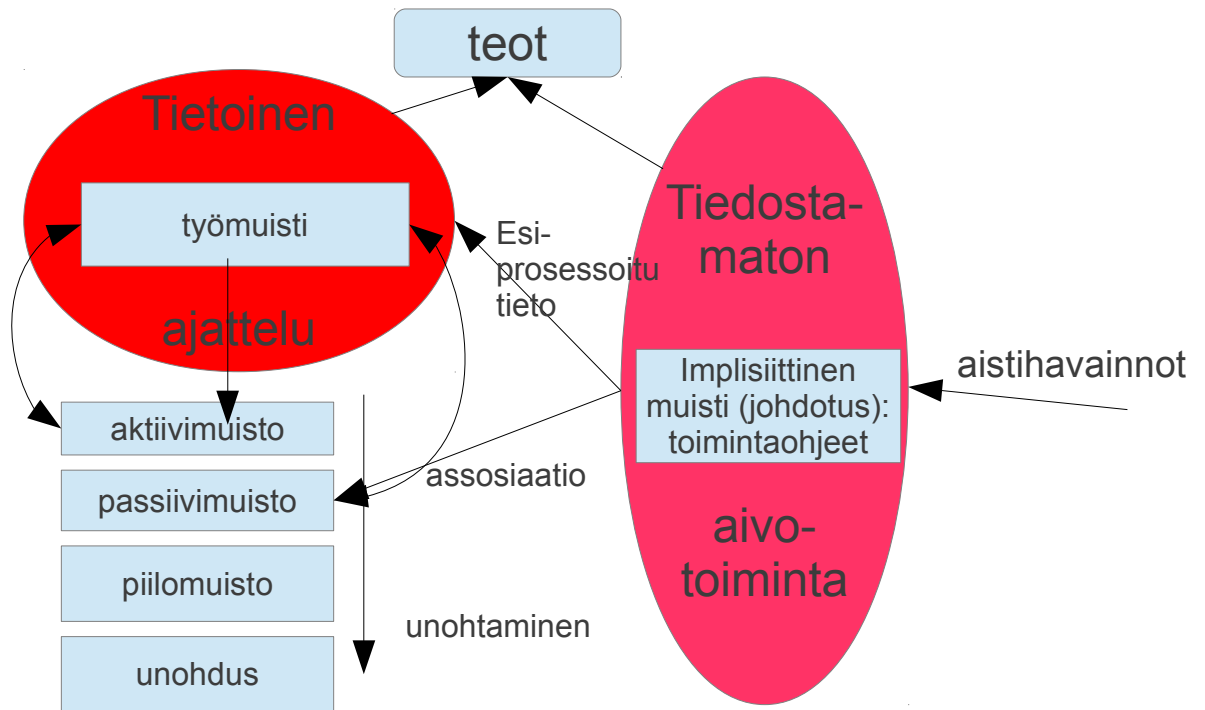 teot
Tietoinen
työmuisti
ajattelu
aktiivimuisto
passiivimuisto
piilomuisto
unohdus
Esi-
prosessoitu
tieto
assosiaatio
unohtaminen
Tiedosta-
maton
Implisiittinen
muisti (johdotus):
toimintaohjeet
aivo-
toiminta
aistihavainnot